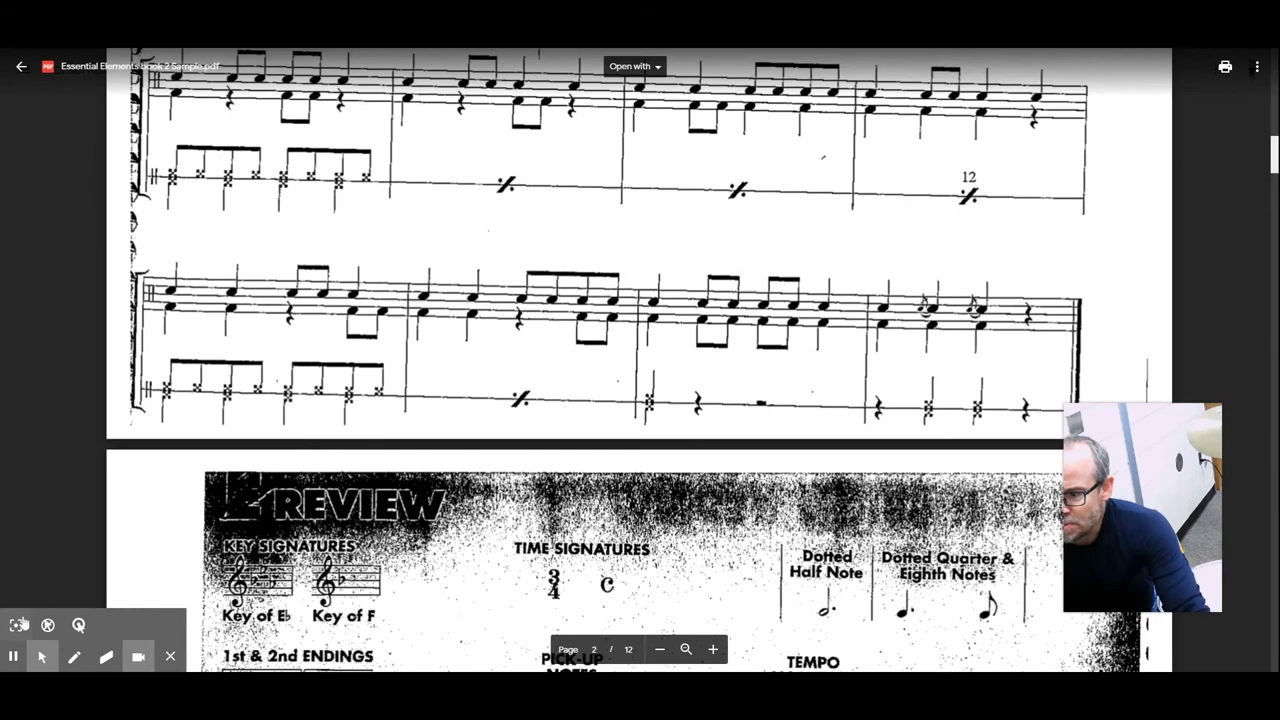 Essential Elements Book 2 Sample.pdf
Open with
12
REVIEW
KEY SIGNATURES
TIME SIGNATURES
Dotted
Half Note
Dotted Quarter &
Eighth Notes
3
4
C
Key of E♭
Key of F
1st & 2nd ENDINGS
PICK-UP
NOTES
TEMPO
Page 2 / 12